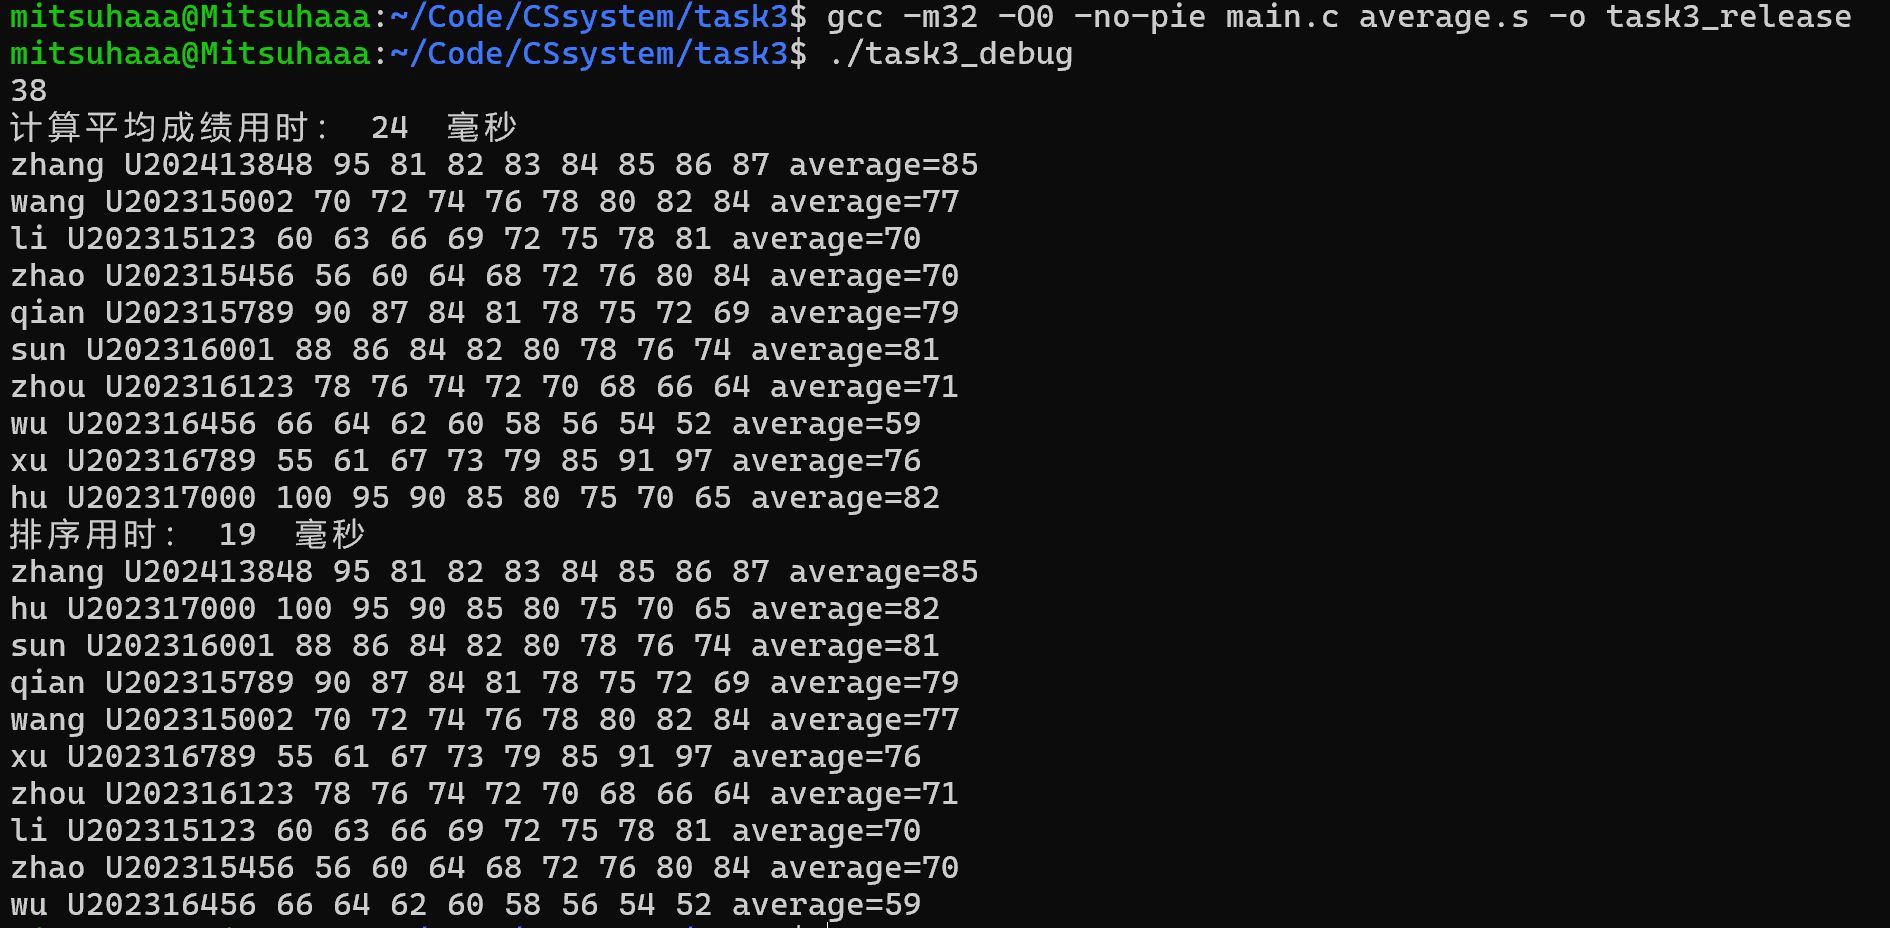 mitsuhaaa@Mitsuhaaa:~/Code/CSsystem/task3$ gcc -m32 -O0 -no-pie main.c average.s -o task3_release
mitsuhaaa@Mitsuhaaa:~/Code/CSsystem/task3$ ./task3_debug
38
计算平均成绩用时： 24 毫秒
zhang U202413848 95 81 82 83 84 85 86 87 average=85
wang U202315002 70 72 74 76 78 80 82 84 average=77
li U202315123 60 63 66 69 72 75 78 81 average=70
zhao U202315456 56 60 64 68 72 76 80 84 average=70
qian U202315789 90 87 84 81 78 75 72 69 average=79
sun U202316001 88 86 84 82 80 78 76 74 average=81
zhou U202316123 78 76 74 72 70 68 66 64 average=71
wu U202316456 66 64 62 60 58 56 54 52 average=59
xu U202316789 55 61 67 73 79 85 91 97 average=76
hu U202317000 100 95 90 85 80 75 70 65 average=82
排序用时： 19 毫秒
zhang U202413848 95 81 82 83 84 85 86 87 average=85
hu U202317000 100 95 90 85 80 75 70 65 average=82
sun U202316001 88 86 84 82 80 78 76 74 average=81
qian U202315789 90 87 84 81 78 75 72 69 average=79
wang U202315002 70 72 74 76 78 80 82 84 average=77
xu U202316789 55 61 67 73 79 85 91 97 average=76
zhou U202316123 78 76 74 72 70 68 66 64 average=71
li U202315123 60 63 66 69 72 75 78 81 average=70
zhao U202315456 56 60 64 68 72 76 80 84 average=70
wu U202316456 66 64 62 60 58 56 54 52 average=59